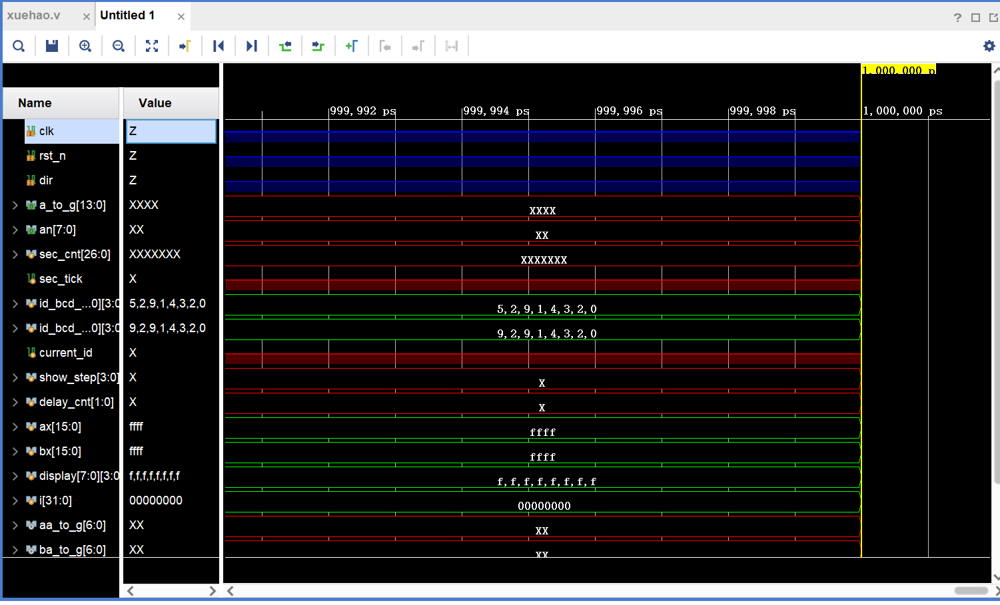 xuehao.v × Untitled 1 ×
?
1,000,000 p
Name Value
999,992 ps 999,994 ps 999,996 ps 999,998 ps 1,000,000 ps
clk Z
rst_n Z
dir Z
a_to_g[13:0] XXXX XXXX
an[7:0] XX XX
sec_cnt[26:0] XXXXXXX XXXXXXX
sec_tick X
id_bcd_...0][3:0 5,2,9,1,4,3,2,0 5,2,9,1,4,3,2,0
id_bcd_...0][3:0 9,2,9,1,4,3,2,0 9,2,9,1,4,3,2,0
current_id X
show_step[3:0] X X
delay_cnt[1:0] X X
ax[15:0] ffff ffff
bx[15:0] ffff ffff
display[7:0][3:0 f,f,f,f,f,f,f,f f,f,f,f,f,f,f,f
i[31:0] 00000000 00000000
aa_to_g[6:0] XX XX
ba_to_g[6:0] XX XX